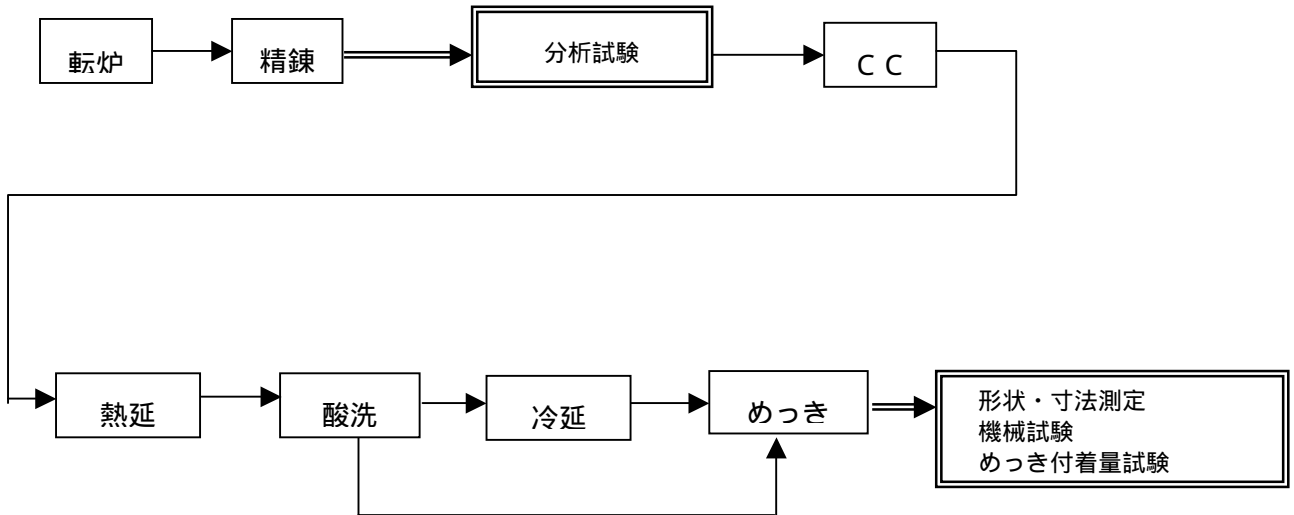 転炉
精錬
分析試験
ＣＣ
熱延
酸洗
冷延
めっき
形状・寸法測定
機械試験
めっき付着量試験